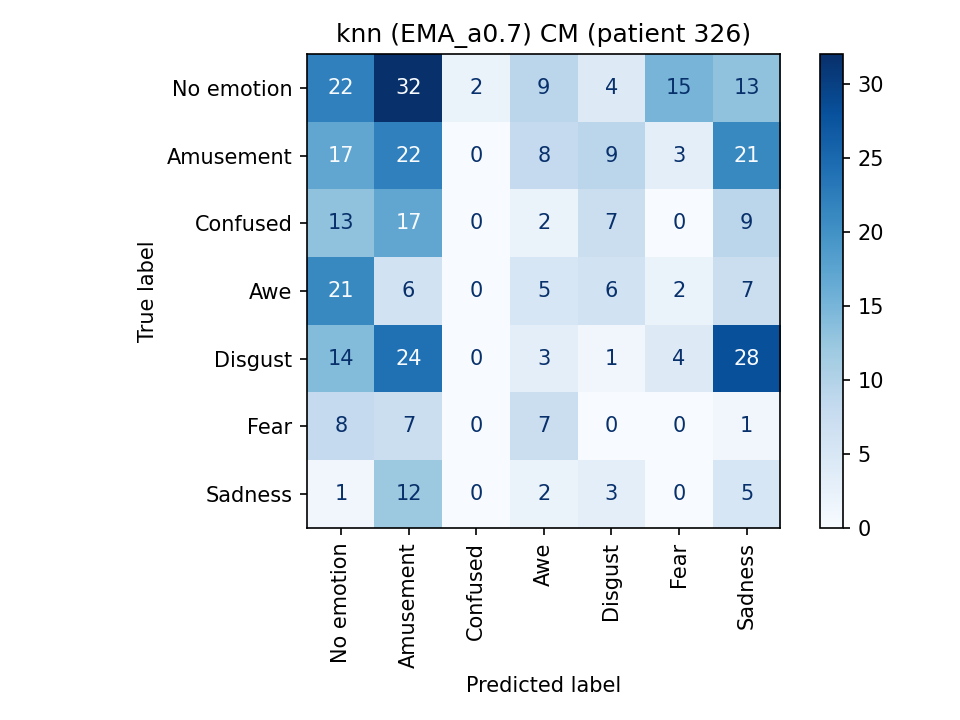 knn (EMA_a0.7) CM (patient 326)
No emotion 22 32 2 9 4 15 13
Amusement 17 22 0 8 9 3 21
Confused 13 17 0 2 7 0 9
Awe 21 6 0 5 6 2 7
Disgust 14 24 0 3 1 4 28
Fear 8 7 0 7 0 0 1
Sadness 1 12 0 2 3 0 5
True label
No emotion
Amusement
Confused
Awe
Disgust
Fear
Sadness
Predicted label
30
25
20
15
10
5
0